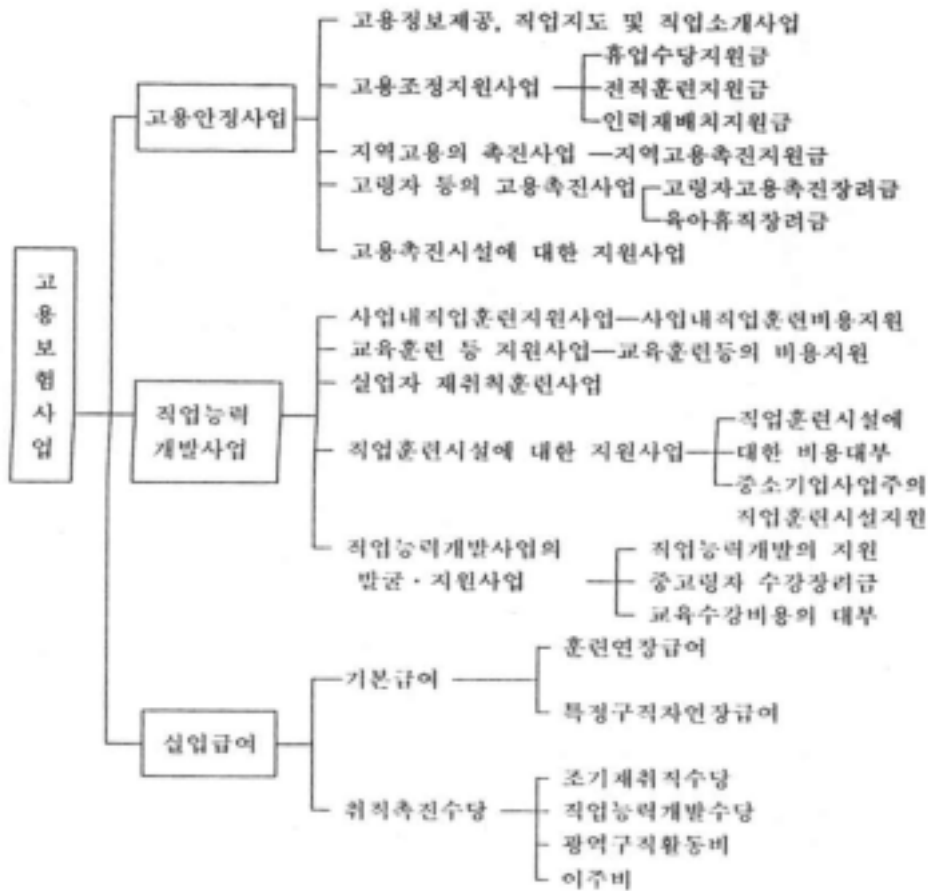 고용보험사업
고용안정사업
고용정보제공, 직업지도 및 직업소개사업
고용조정지원사업
휴업수당지원금
전직훈련지원금
인력재배치지원금
지역고용의 촉진사업 지역고용촉진지원금
고령자 등의 고용촉진사업 고령자고용촉진장려금
육아휴직장려금
고용촉진시설에 대한 지원사업
직업능력
개발사업
사업내직업훈련지원사업 사업내직업훈련비용지원
교육훈련 등 지원사업 교육훈련등의 비용지원
실업자 재취직훈련사업
직업훈련시설에 대한 지원사업
직업훈련시설에
대한 비용대부
중소기업사업주의
직업훈련시설지원
직업능력개발사업의
발굴·지원사업
직업능력개발의 지원
중고령자 수강장려금
교육수강비용의 대부
실업급여
기본급여
훈련연장급여
특정구직자연장급여
취직촉진수당
조기재취직수당
직업능력개발수당
광역구직활동비
이주비